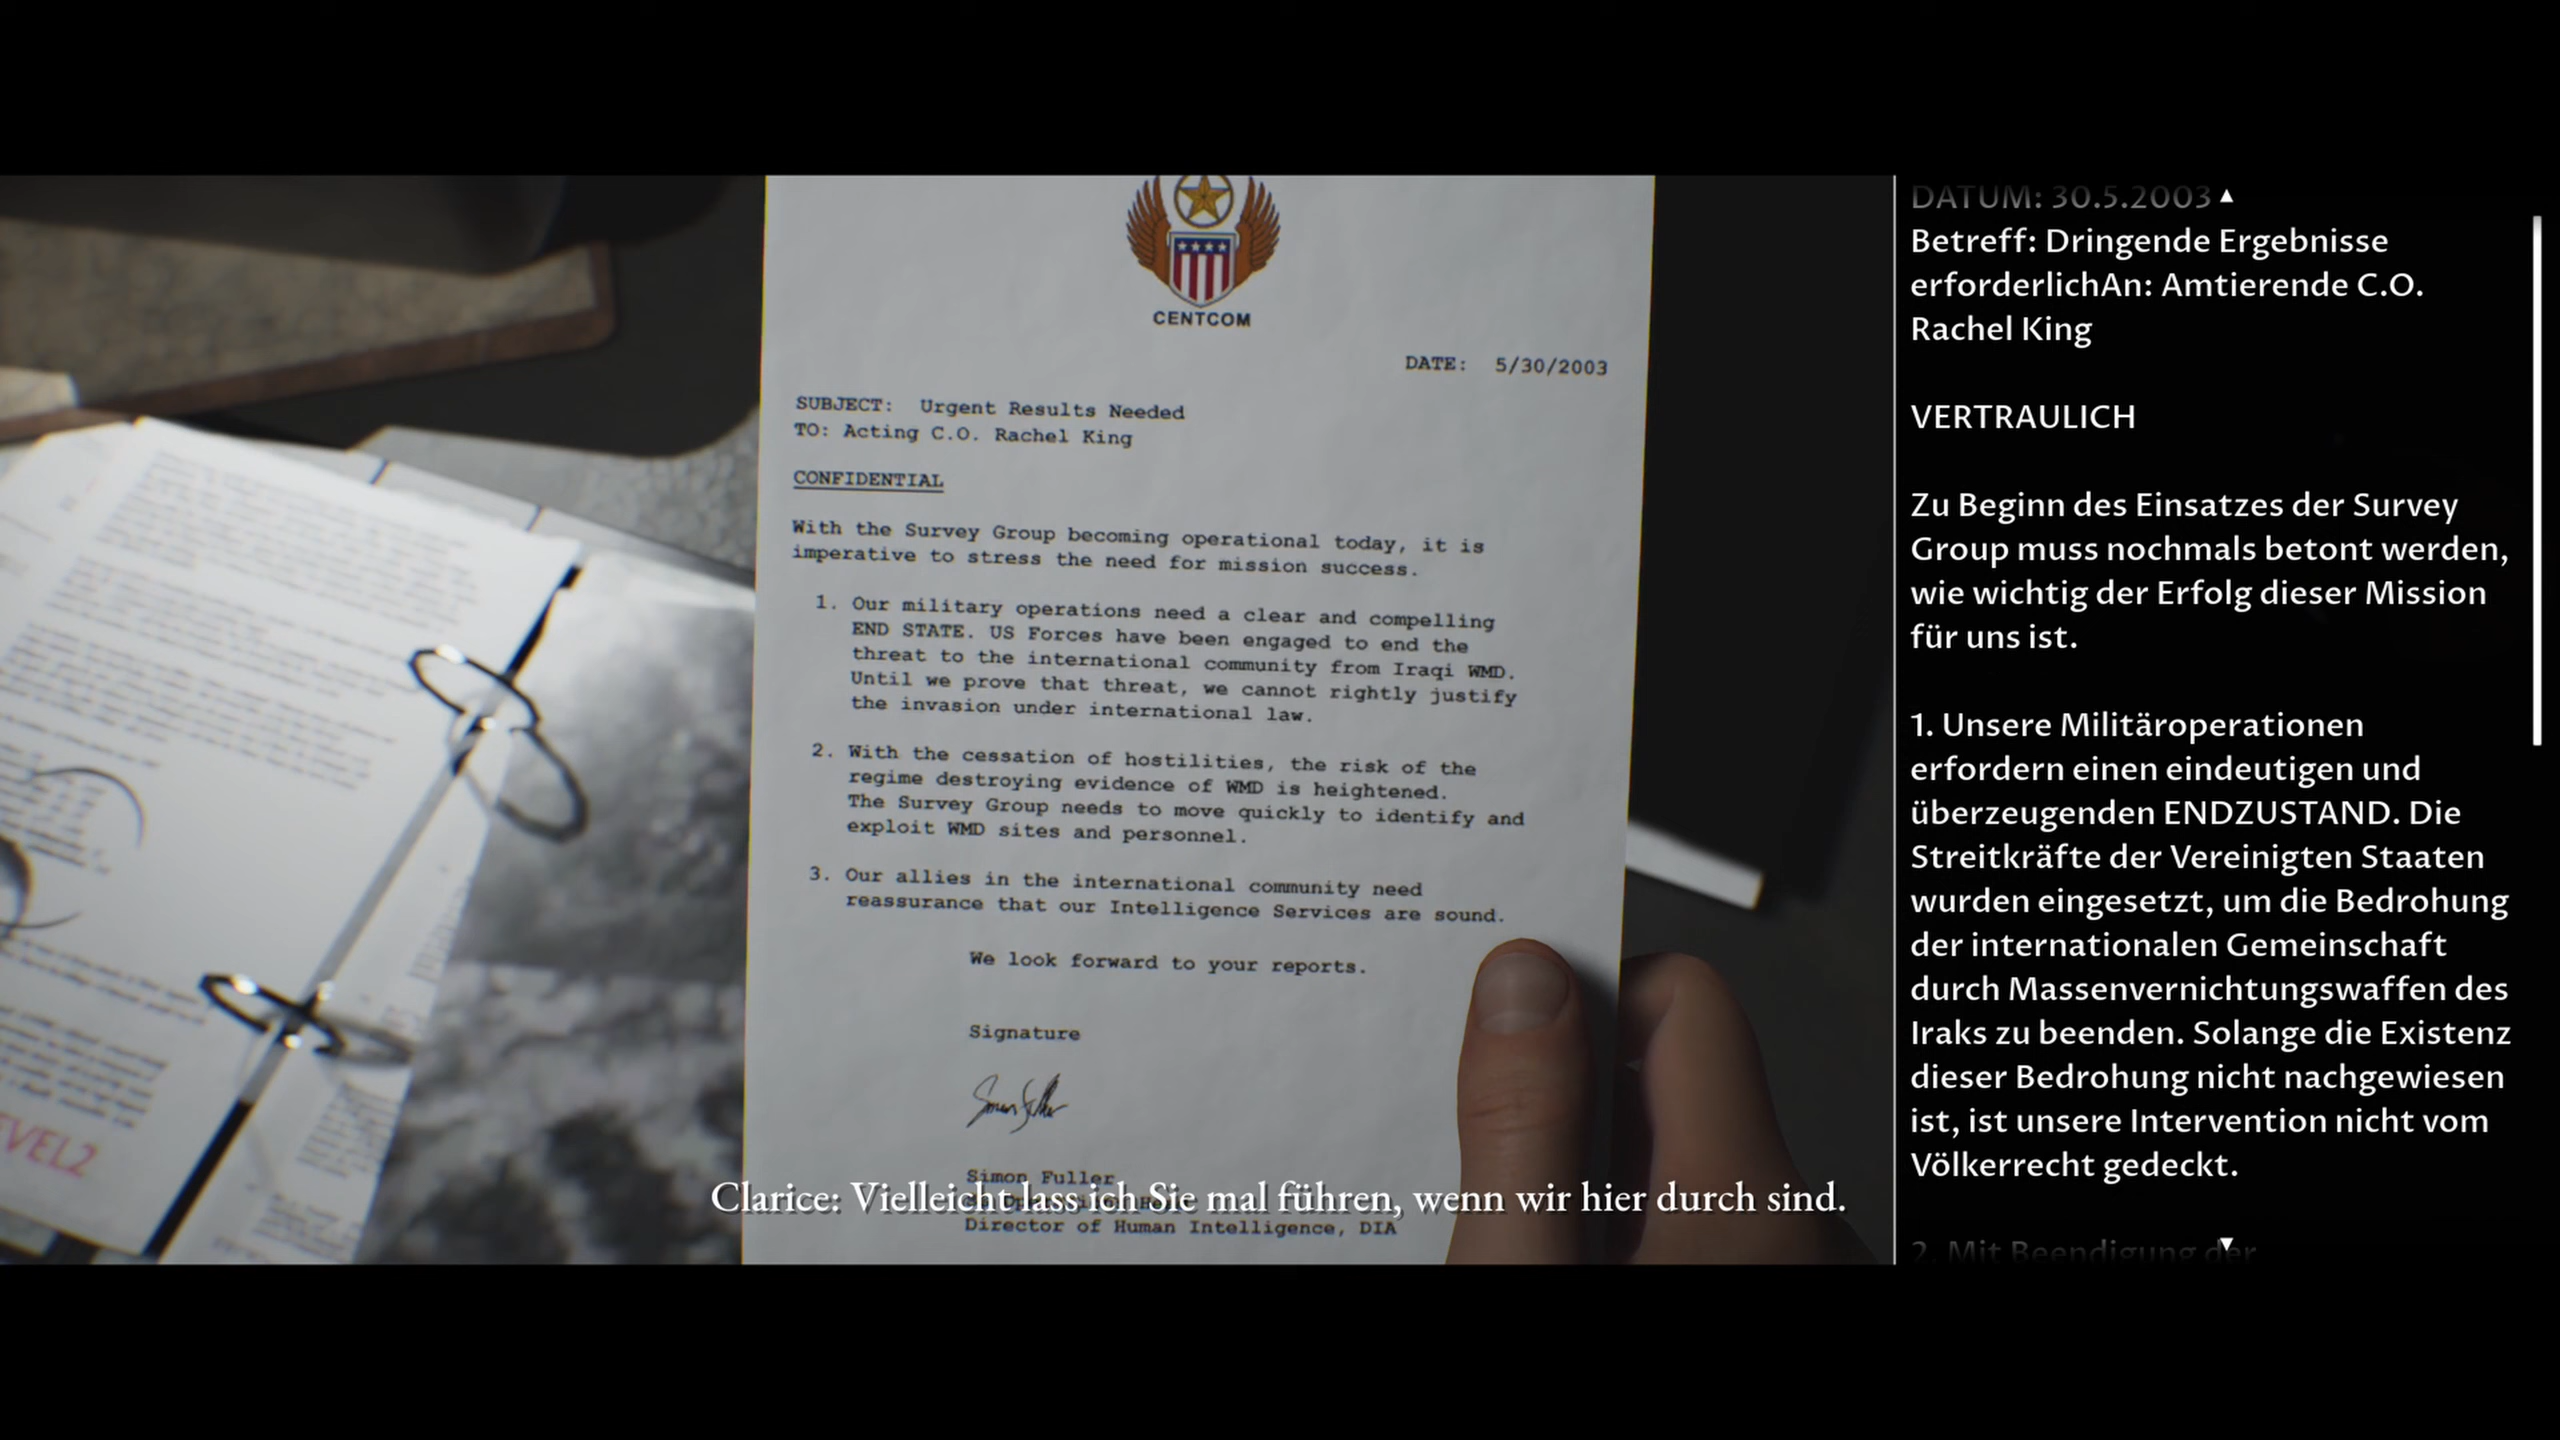 CENTCOM
DATE: 5/30/2003
SUBJECT: Urgent Results Needed
TO: Acting C.O. Rachel King
CONFIDENTIAL
With the Survey Group becoming operational today, it is
imperative to stress the need for mission success.
1. Our military operations need a clear and compelling
END STATE. US Forces have been engaged to end the
threat to the international community from Iraqi WMD.
Until we prove that threat, we cannot rightly justify
the invasion under international law.
2. With the cessation of hostilities, the risk of the
regime destroying evidence of WMD is heightened.
The Survey Group needs to move quickly to identify and
exploit WMD sites and personnel.
3. Our allies in the international community need
reassurance that our Intelligence Services are sound.
We look forward to your reports.
Signature
Simon Fuller
Director of Human Intelligence, DIA
Clarice: Vielleicht lass ich Sie mal führen, wenn wir hier durch sind.
DATUM: 30.5.2003
Betreff: Dringende Ergebnisse
erforderlichAn: Amtierende C.O.
Rachel King
VERTRAULICH
Zu Beginn des Einsatzes der Survey
Group muss nochmals betont werden,
wie wichtig der Erfolg dieser Mission
für uns ist.
1. Unsere Militäroperationen
erfordern einen eindeutigen und
überzeugenden ENDZUSTAND. Die
Streitkräfte der Vereinigten Staaten
wurden eingesetzt, um die Bedrohung
der internationalen Gemeinschaft
durch Massenvernichtungswaffen des
Iraks zu beenden. Solange die Existenz
dieser Bedrohung nicht nachgewiesen
ist, ist unsere Intervention nicht vom
Völkerrecht gedeckt.
2. Mit Beendigung der